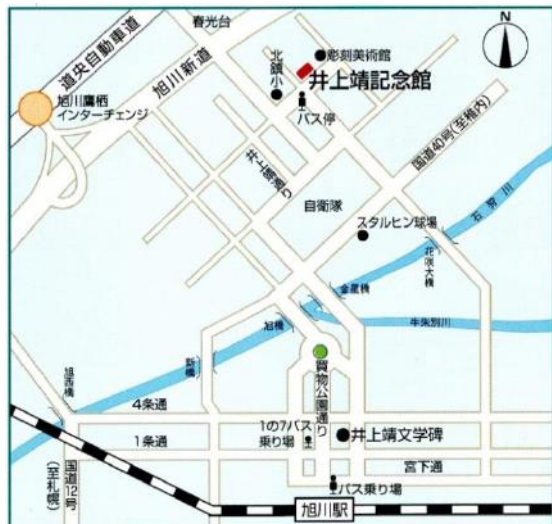 春光台
N
道央自動車道
旭川新道
北鎮小
彫刻美術館
井上靖記念館
旭川鷹栖
インターチェンジ
バス停
国道40号(至稚内)
井上靖通り
自衛隊
石狩川
スタルヒン球場
花咲大橋
金星橋
旭橋
牛朱別川
新橋
旭西橋
買物公園通り
4条通
1の7バス
乗り場
井上靖文学碑
1条通
宮下通
国道12号
(至札幌)
バス乗り場
旭川駅